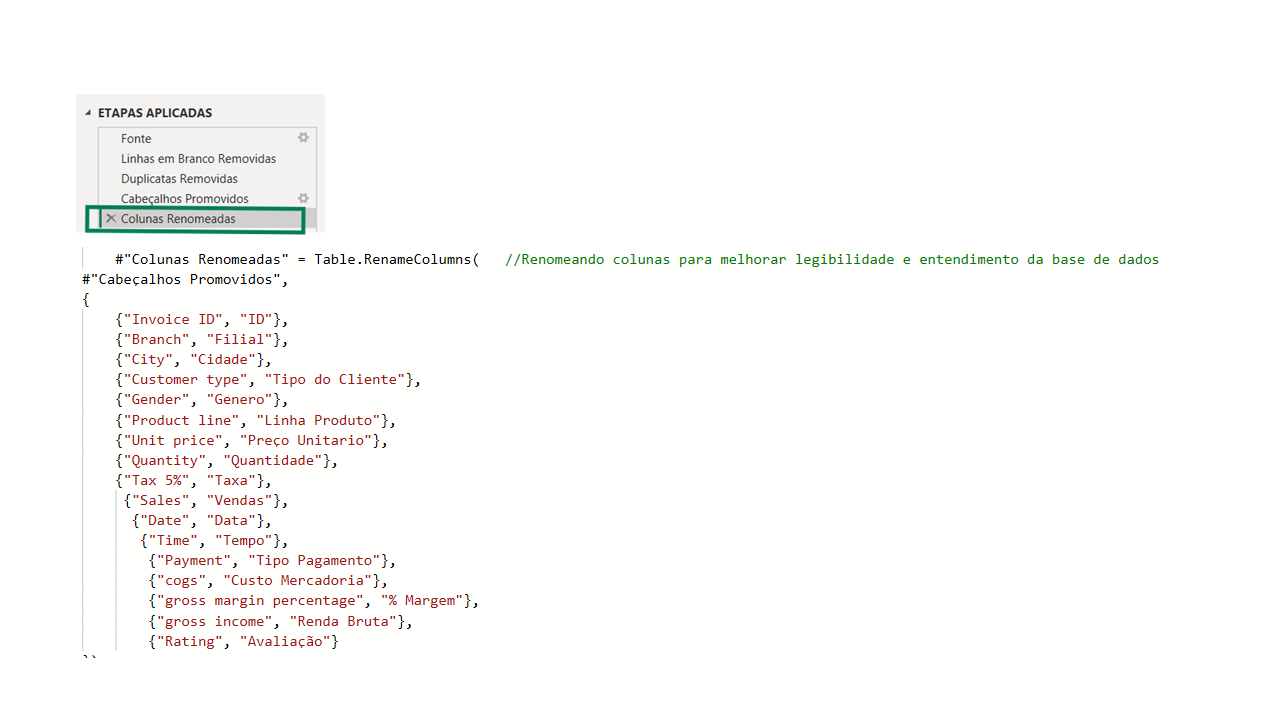 ETAPAS APLICADAS
Fonte
Linhas em Branco Removidas
Duplicatas Removidas
Cabeçalhos Promovidos
Colunas Renomeadas
#"Colunas Renomeadas" = Table.RenameColumns(   //Renomeando colunas para melhorar legibilidade e entendimento da base de dados
#"Cabeçalhos Promovidos",
{
{"Invoice ID", "ID"},
{"Branch", "Filial"},
{"City", "Cidade"},
{"Customer type", "Tipo do Cliente"},
{"Gender", "Genero"},
{"Product line", "Linha Produto"},
{"Unit price", "Preço Unitario"},
{"Quantity", "Quantidade"},
{"Tax 5%", "Taxa"},
{"Sales", "Vendas"},
{"Date", "Data"},
{"Time", "Tempo"},
{"Payment", "Tipo Pagamento"},
{"cogs", "Custo Mercadoria"},
{"gross margin percentage", "% Margem"},
{"gross income", "Renda Bruta"},
{"Rating", "Avaliação"}